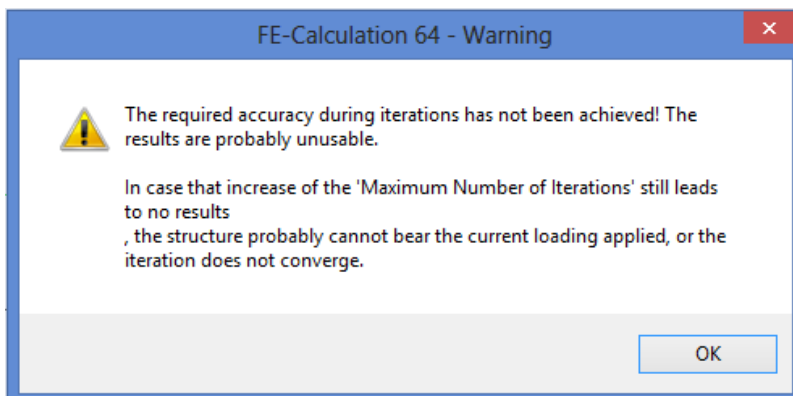 FE-Calculation 64 - Warning
The required accuracy during iterations has not been achieved! The
results are probably unusable.
In case that increase of the 'Maximum Number of Iterations' still leads
to no results
, the structure probably cannot bear the current loading applied, or the
iteration does not converge.
OK